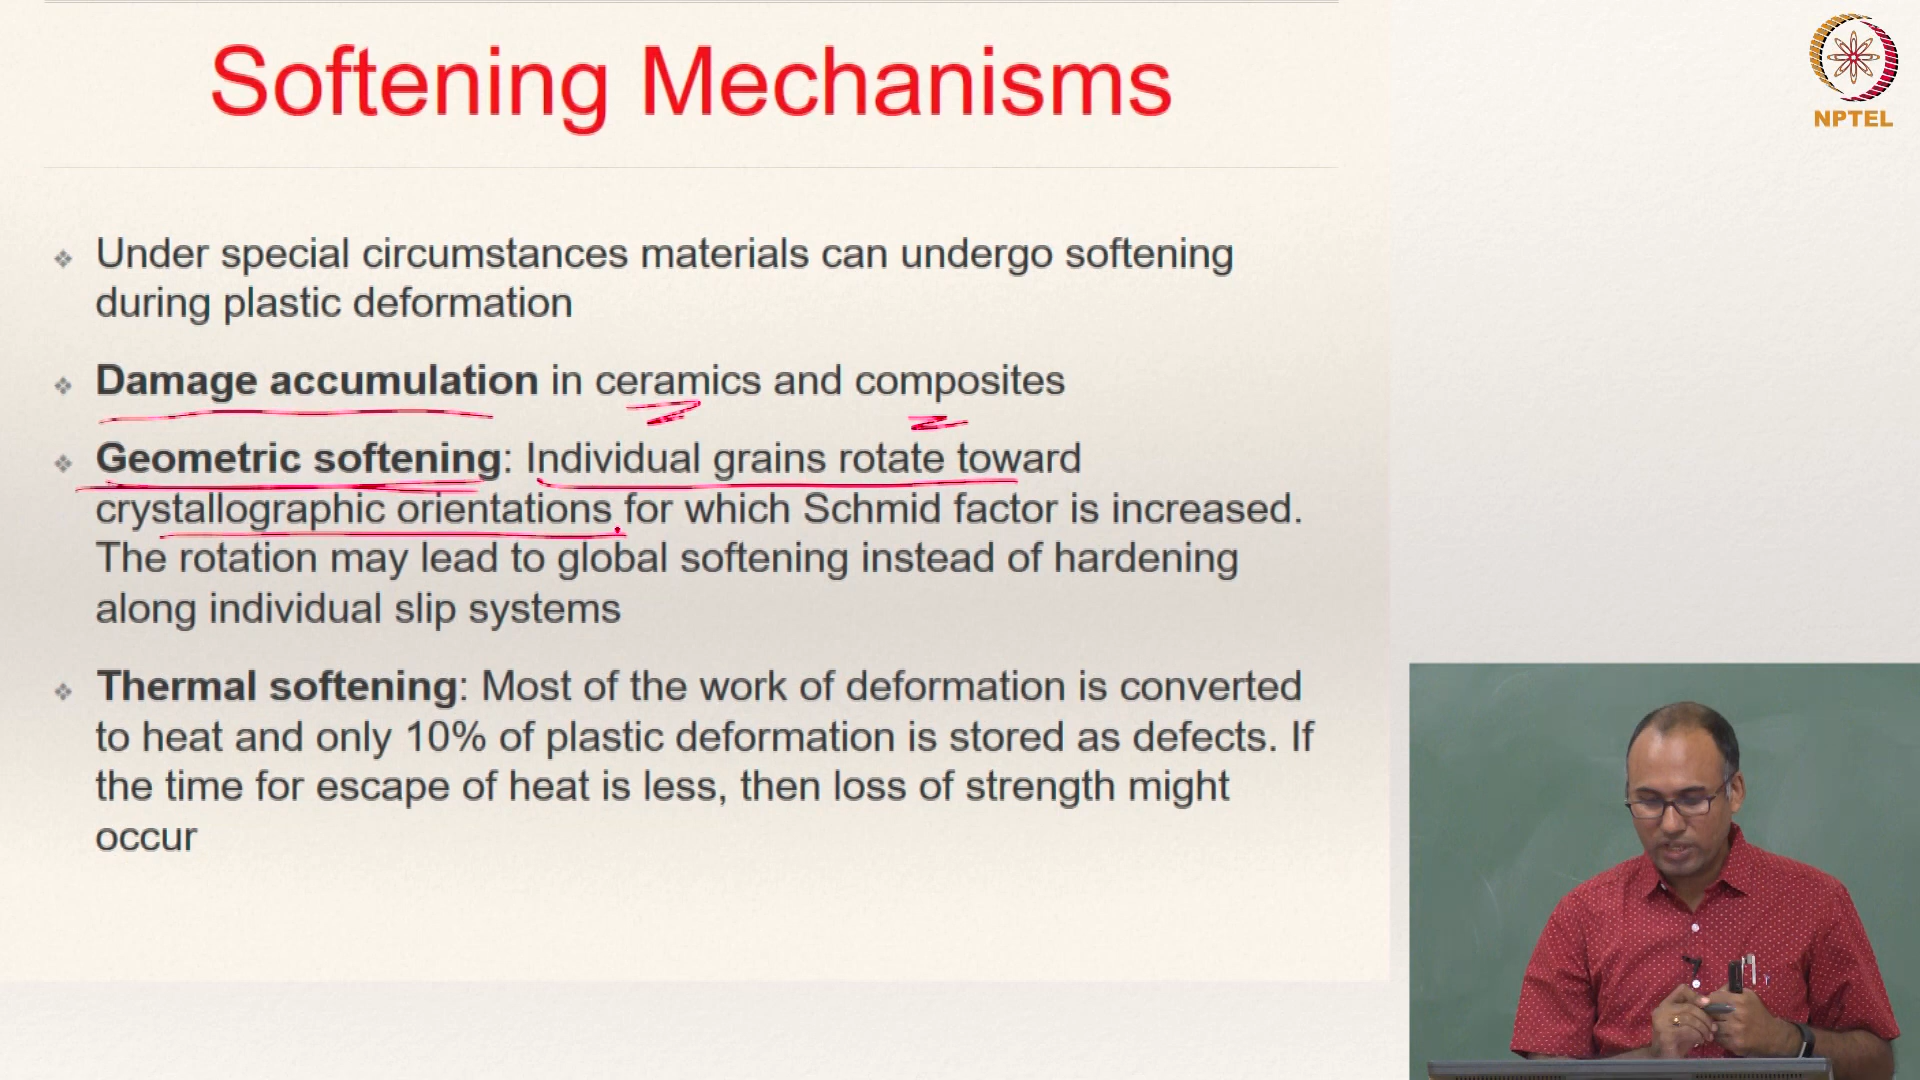 Softening Mechanisms
NPTEL
❖ Under special circumstances materials can undergo softening
during plastic deformation
❖ Damage accumulation in ceramics and composites
❖ Geometric softening: Individual grains rotate toward
crystallographic orientations for which Schmid factor is increased.
The rotation may lead to global softening instead of hardening
along individual slip systems
❖ Thermal softening: Most of the work of deformation is converted
to heat and only 10% of plastic deformation is stored as defects. If
the time for escape of heat is less, then loss of strength might
occur